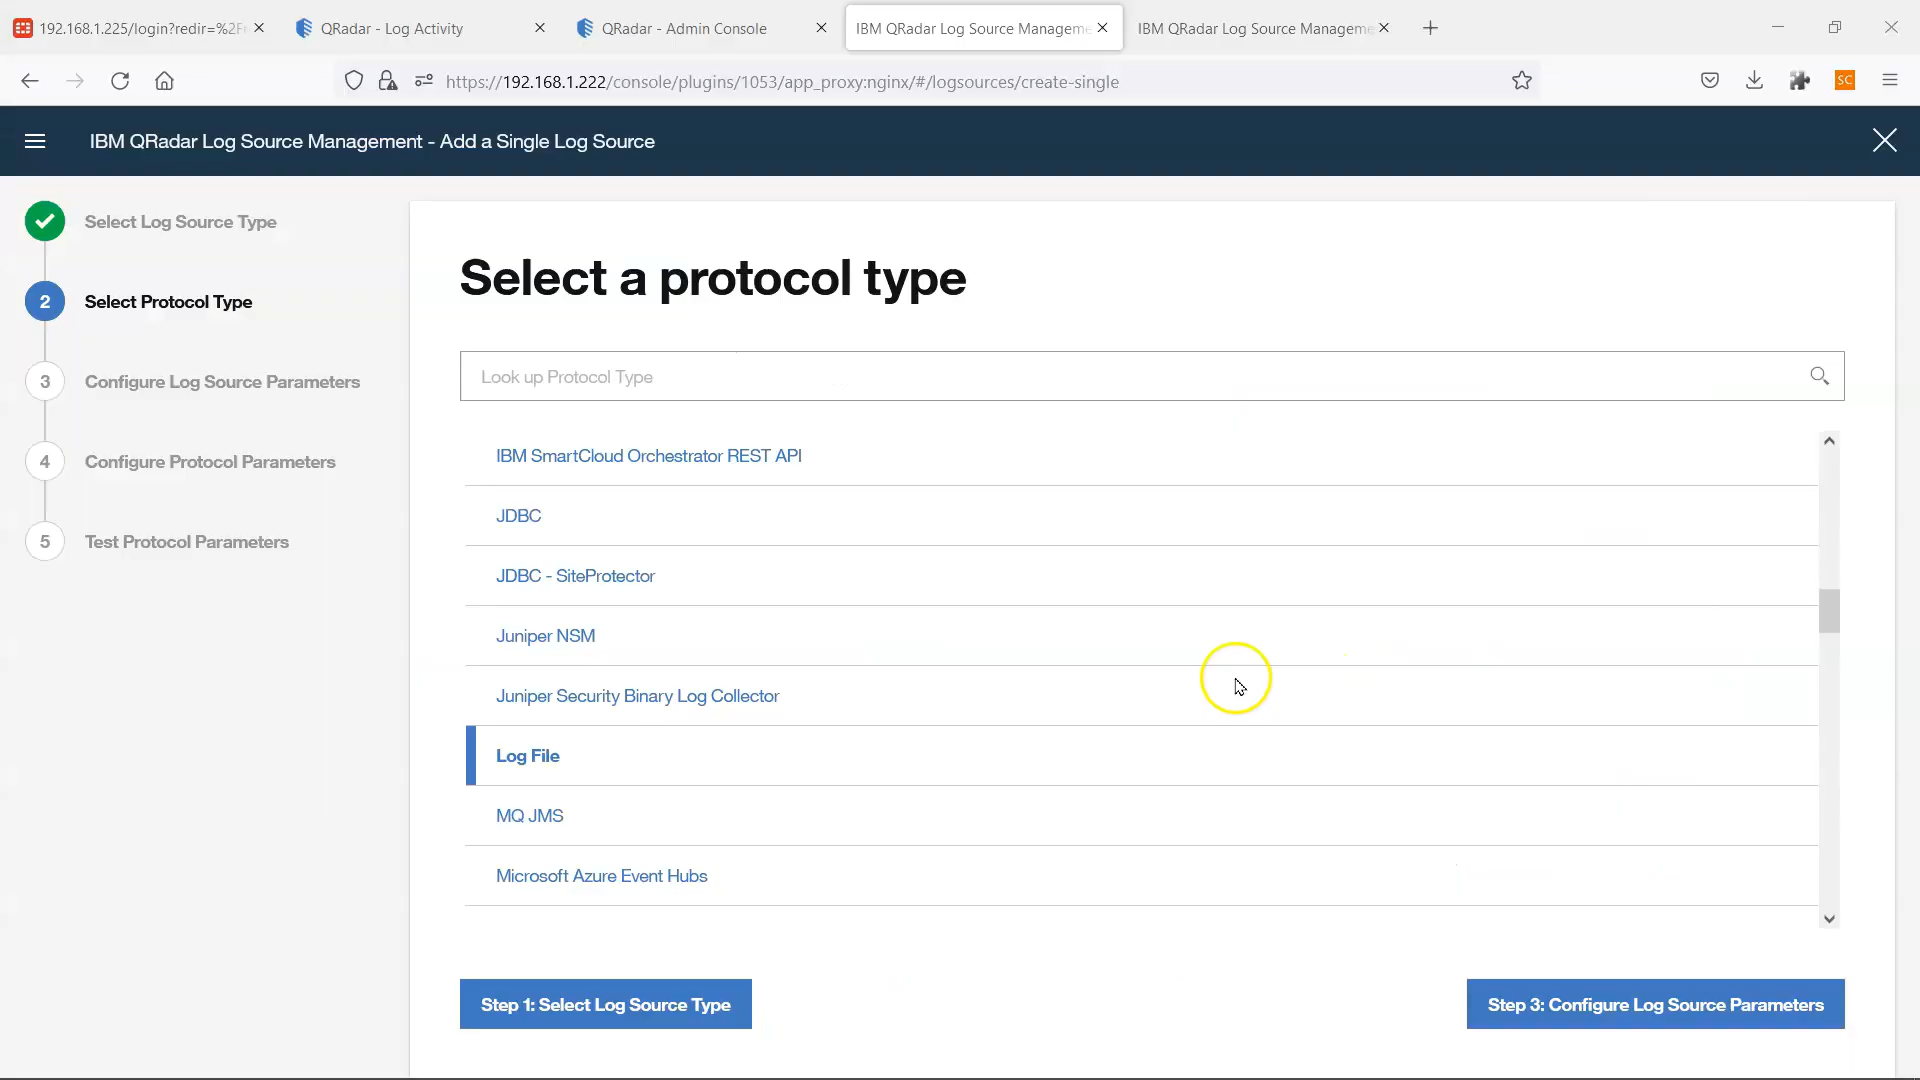 192.168.1.225/login?redir=%2F
QRadar - Log Activity
QRadar - Admin Console
IBM QRadar Log Source Manageme
IBM QRadar Log Source Manageme
https://192.168.1.222/console/plugins/1053/app_proxy:nginx/#/logsources/create-single
SC
IBM QRadar Log Source Management - Add a Single Log Source
Select Log Source Type
2 Select Protocol Type
3 Configure Log Source Parameters
4 Configure Protocol Parameters
5 Test Protocol Parameters
Select a protocol type
Look up Protocol Type
IBM SmartCloud Orchestrator REST API
JDBC
JDBC - SiteProtector
Juniper NSM
Juniper Security Binary Log Collector
Log File
MQ JMS
Microsoft Azure Event Hubs
Step 1: Select Log Source Type
Step 3: Configure Log Source Parameters